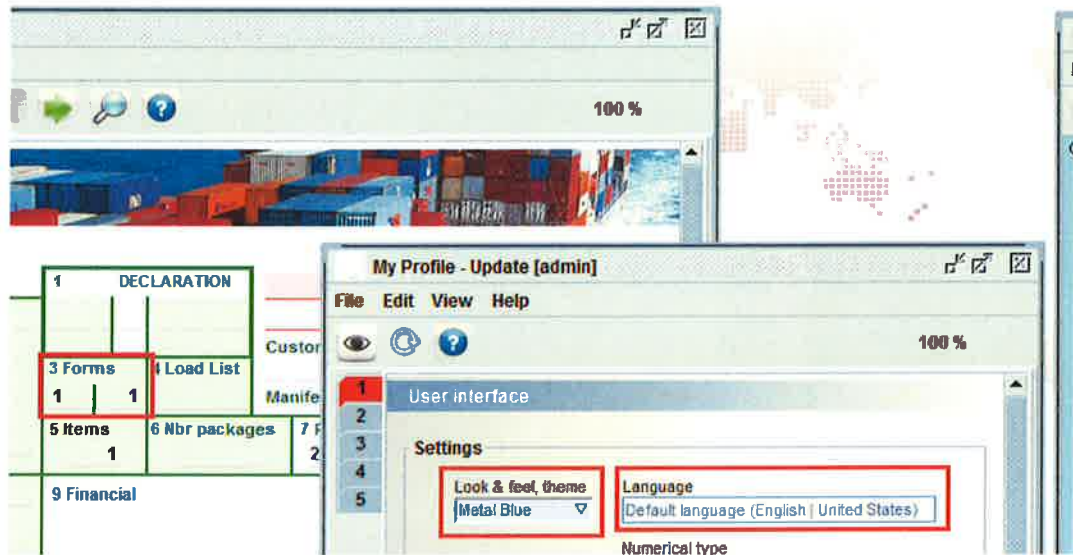 100 %
1 DECLARATION
3 Forms
4 Load List
1 1
5 Items
6 Nbr packages
7
1
2
9 Financial
Custor
Manife
My Profile - Update [admin]
File Edit View Help
100 %
1
2
3
4
5
User interface
Settings
Look & feel, theme
Metal Blue
Language
Default language (English | United States)
Numerical type